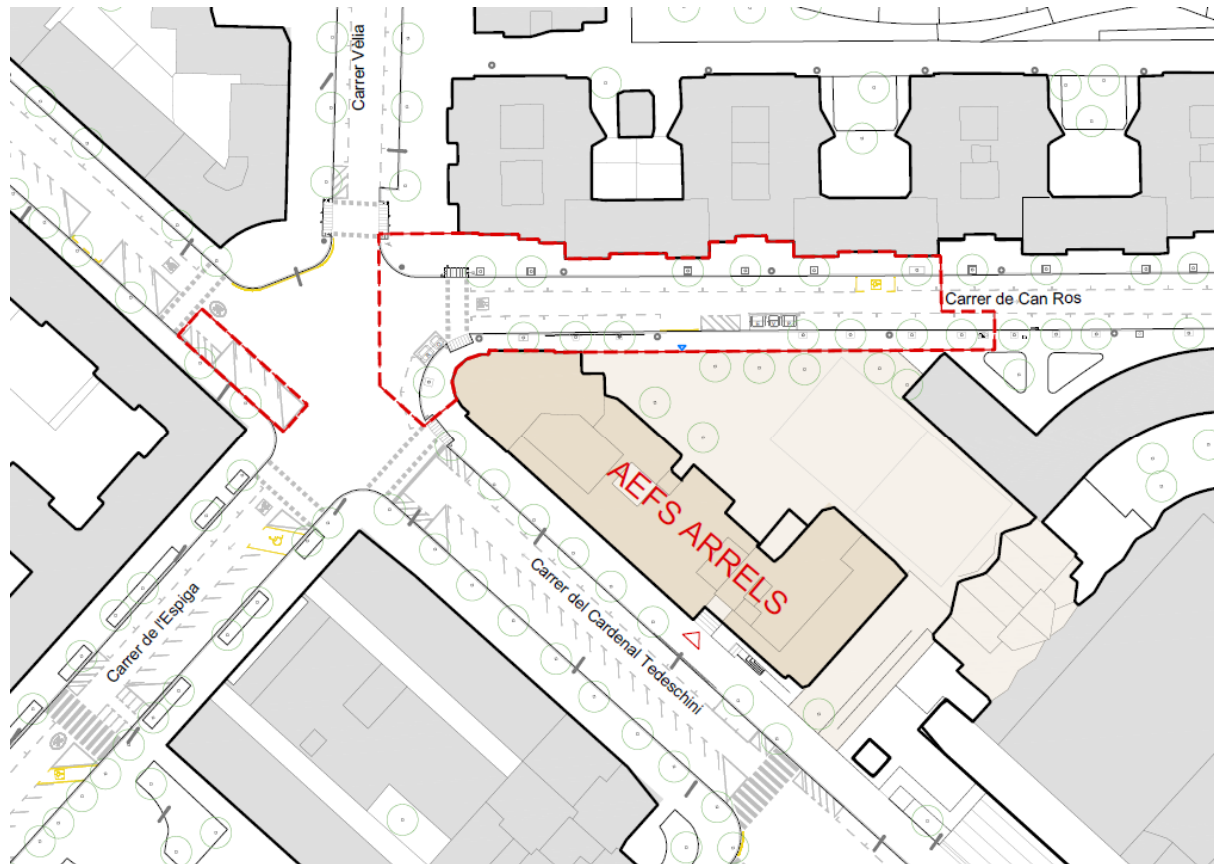 Carrer Vèlia
Carrer de Can Ros
AEFS ARRELS
Carrer del Cardenal Tedeschini
Carrer de l'Espiga